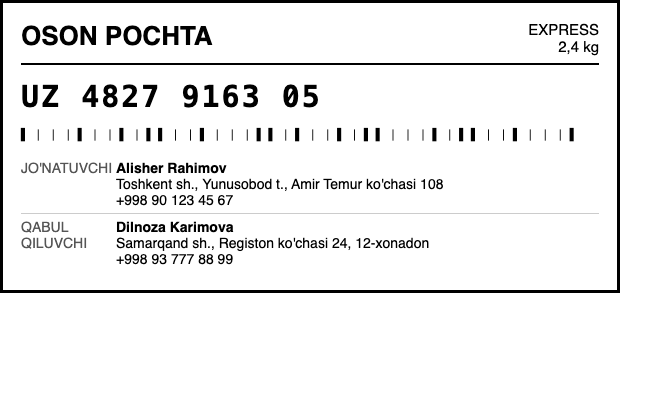 OSON POCHTA
EXPRESS
2,4 kg
UZ 4827 9163 05
JO'NATUVCHI Alisher Rahimov
Toshkent sh., Yunusobod t., Amir Temur ko'chasi 108
+998 90 123 45 67
QABUL QILUVCHI
Dilnoza Karimova
Samarqand sh., Registon ko'chasi 24, 12-xonadon
+998 93 777 88 99